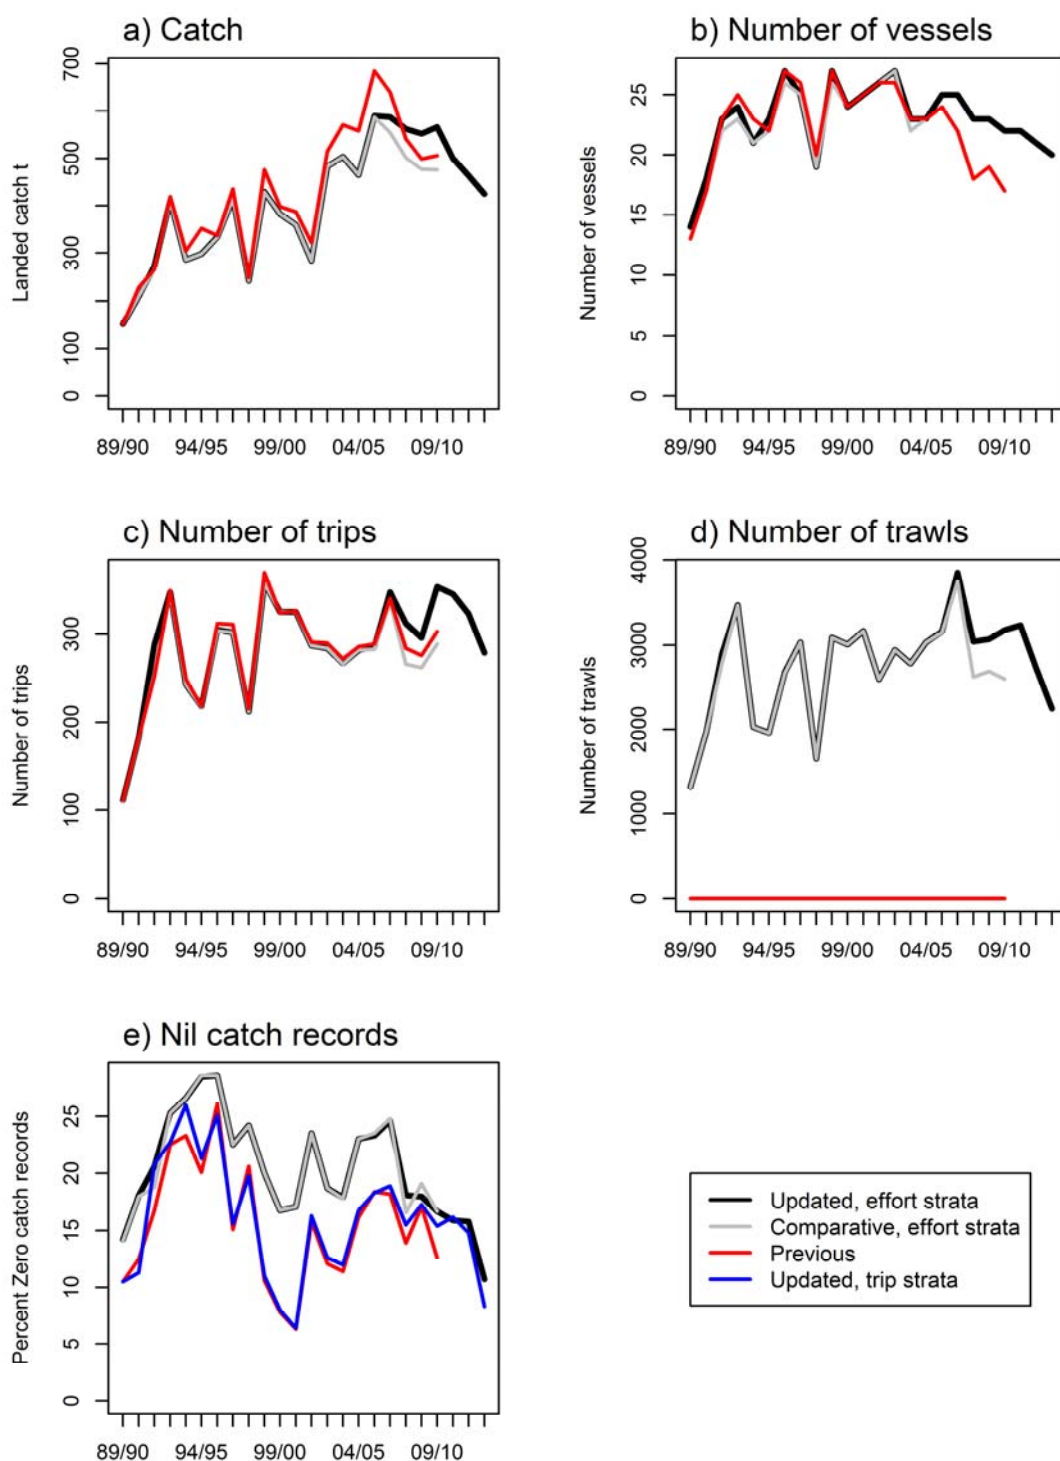 a) Catch
Landed catch t
700
500
300
100
0
89/90 94/95 99/00 04/05 09/10
b) Number of vessels
Number of vessels
25
20
15
10
5
0
89/90 94/95 99/00 04/05 09/10
c) Number of trips
Number of trips
300
200
100
0
89/90 94/95 99/00 04/05 09/10
d) Number of trawls
Number of trawls
4000
3000
2000
1000
0
89/90 94/95 99/00 04/05 09/10
e) Nil catch records
Percent Zero catch records
25
20
15
10
5
0
89/90 94/95 99/00 04/05 09/10
Updated, effort strata
Comparative, effort strata
Previous
Updated, trip strata